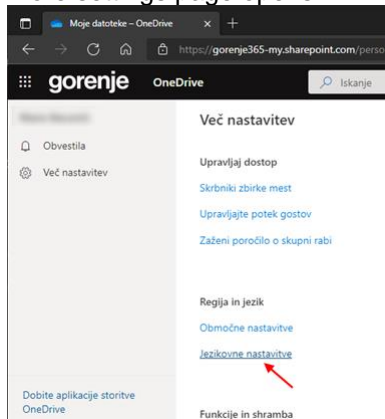 Moje datoteke – OneDrive
https://gorenje365-my.sharepoint.com/perso
gorenje OneDrive Iskanje
Več nastavitev
Obvestila
Več nastavitev
Upravljaj dostop
Skrbniki zbirke mest
Upravljajte potek gostov
Zaženi poročilo o skupni rabi
Regija in jezik
Območne nastavitve
Jezikovne nastavitve
Dobite aplikacije storitve
OneDrive
Funkcije in shramba